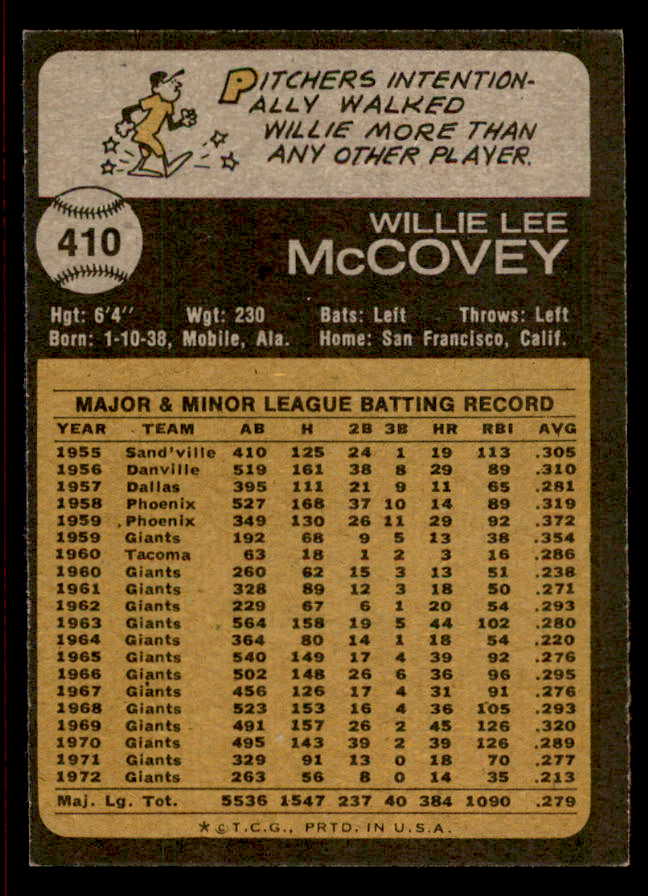 PITCHERS INTENTION-
ALLY WALKED
WILLIE MORE THAN
ANY OTHER PLAYER.
410
WILLIE LEE
McCOVEY
Hgt: 6'4" Wgt: 230 Bats: Left Throws: Left
Born: 1-10-38, Mobile, Ala. Home: San Francisco, Calif.
MAJOR & MINOR LEAGUE BATTING RECORD
YEAR TEAM AB H 2B 3B HR RBI AVG
1955 Sand'ville 410 125 24 1 19 113 .305
1956 Danville 519 161 38 8 29 89 .310
1957 Dallas 395 111 21 9 11 65 .281
1958 Phoenix 527 168 37 10 14 89 .319
1959 Phoenix 349 130 26 11 29 92 .372
1959 Giants 192 68 9 5 13 38 .354
1960 Tacoma 63 18 1 2 3 16 .286
1960 Giants 260 62 15 3 13 51 .238
1961 Giants 328 89 12 3 18 50 .271
1962 Giants 229 67 6 1 20 54 .293
1963 Giants 564 158 19 5 44 102 .280
1964 Giants 364 80 14 1 18 54 .220
1965 Giants 540 149 17 4 39 92 .276
1966 Giants 502 148 26 6 36 96 .295
1967 Giants 456 126 17 4 31 91 .276
1968 Giants 523 153 16 4 36 105 .293
1969 Giants 491 157 26 2 45 126 .320
1970 Giants 495 143 39 2 39 126 .289
1971 Giants 329 91 13 0 18 70 .277
1972 Giants 263 56 8 0 14 35 .213
Maj. Lg. Tot. 5536 1547 237 40 384 1090 .279
* © T.C.G., PRTD. IN U.S.A.